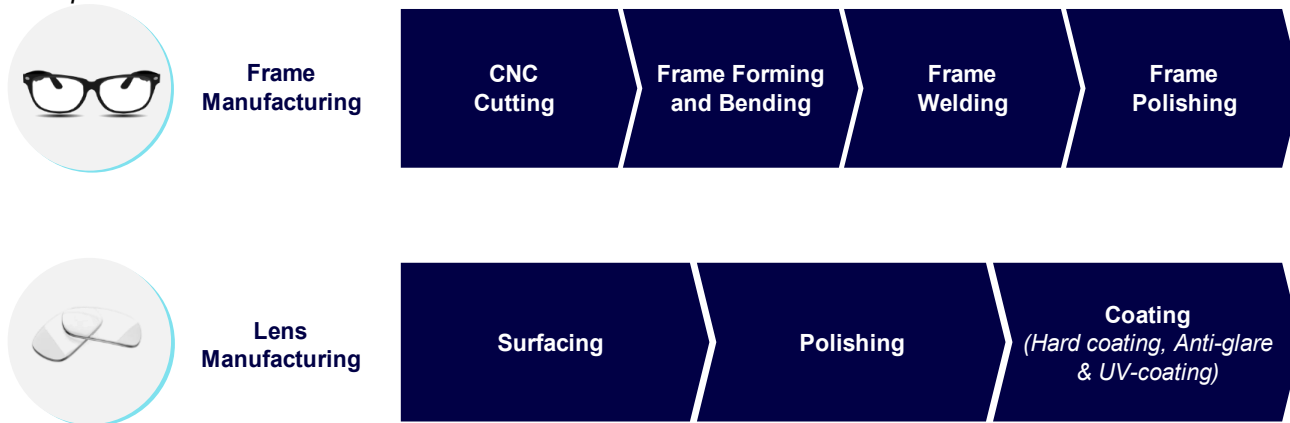 Frame
Manufacturing
CNC
Cutting
Frame Forming
and Bending
Frame
Welding
Frame
Polishing
Lens
Manufacturing
Surfacing
Polishing
Coating
(Hard coating, Anti-glare
& UV-coating)